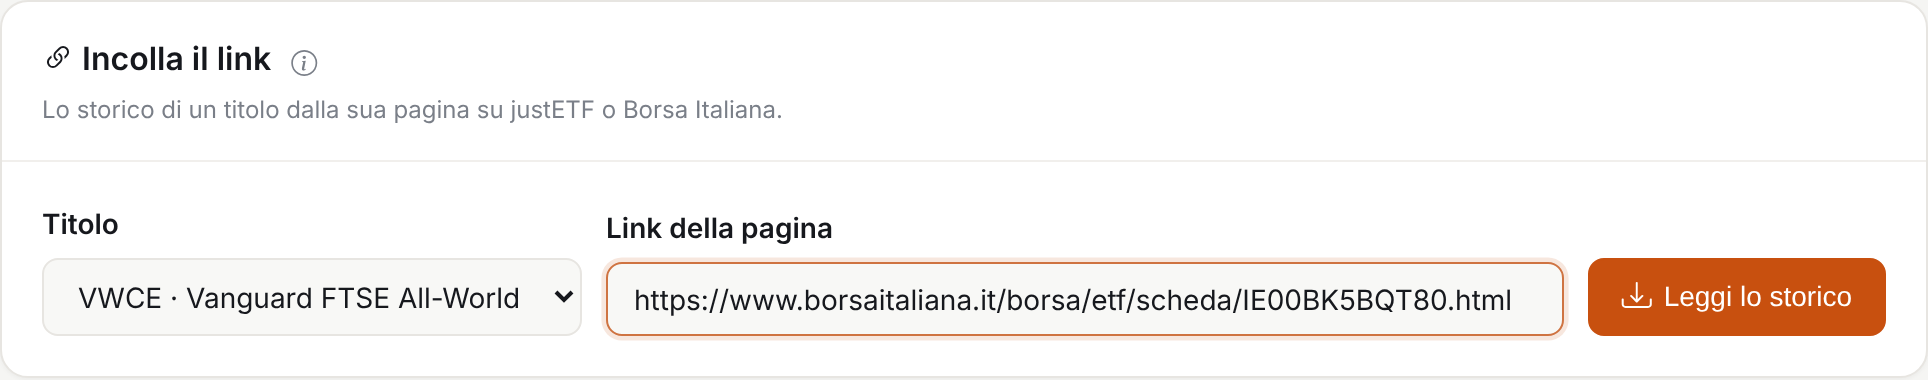 Incolla il link
Lo storico di un titolo dalla sua pagina su justETF o Borsa Italiana.
Titolo
Link della pagina
VWCE · Vanguard FTSE All-World
https://www.borsaitaliana.it/borsa/etf/scheda/IE00BK5BQT80.html
Leggi lo storico